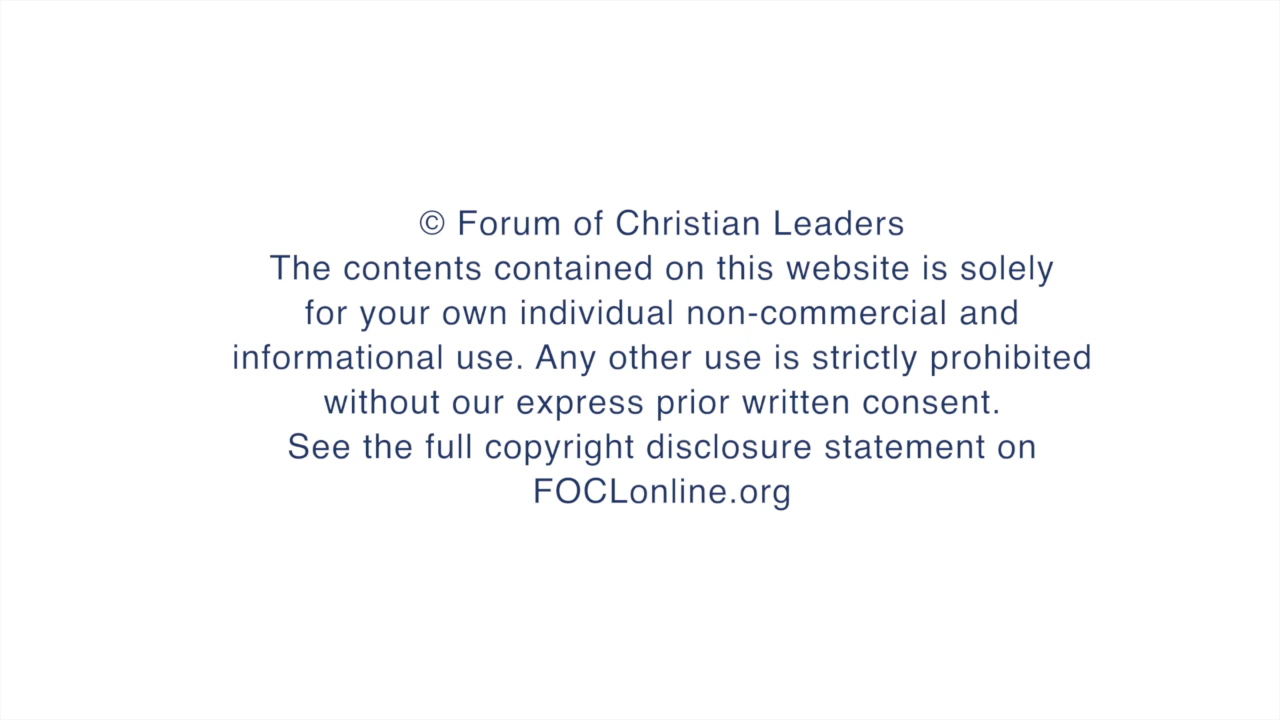 © Forum of Christian Leaders
The contents contained on this website is solely
for your own individual non-commercial and
informational use. Any other use is strictly prohibited
without our express prior written consent.
See the full copyright disclosure statement on
FOCLonline.org